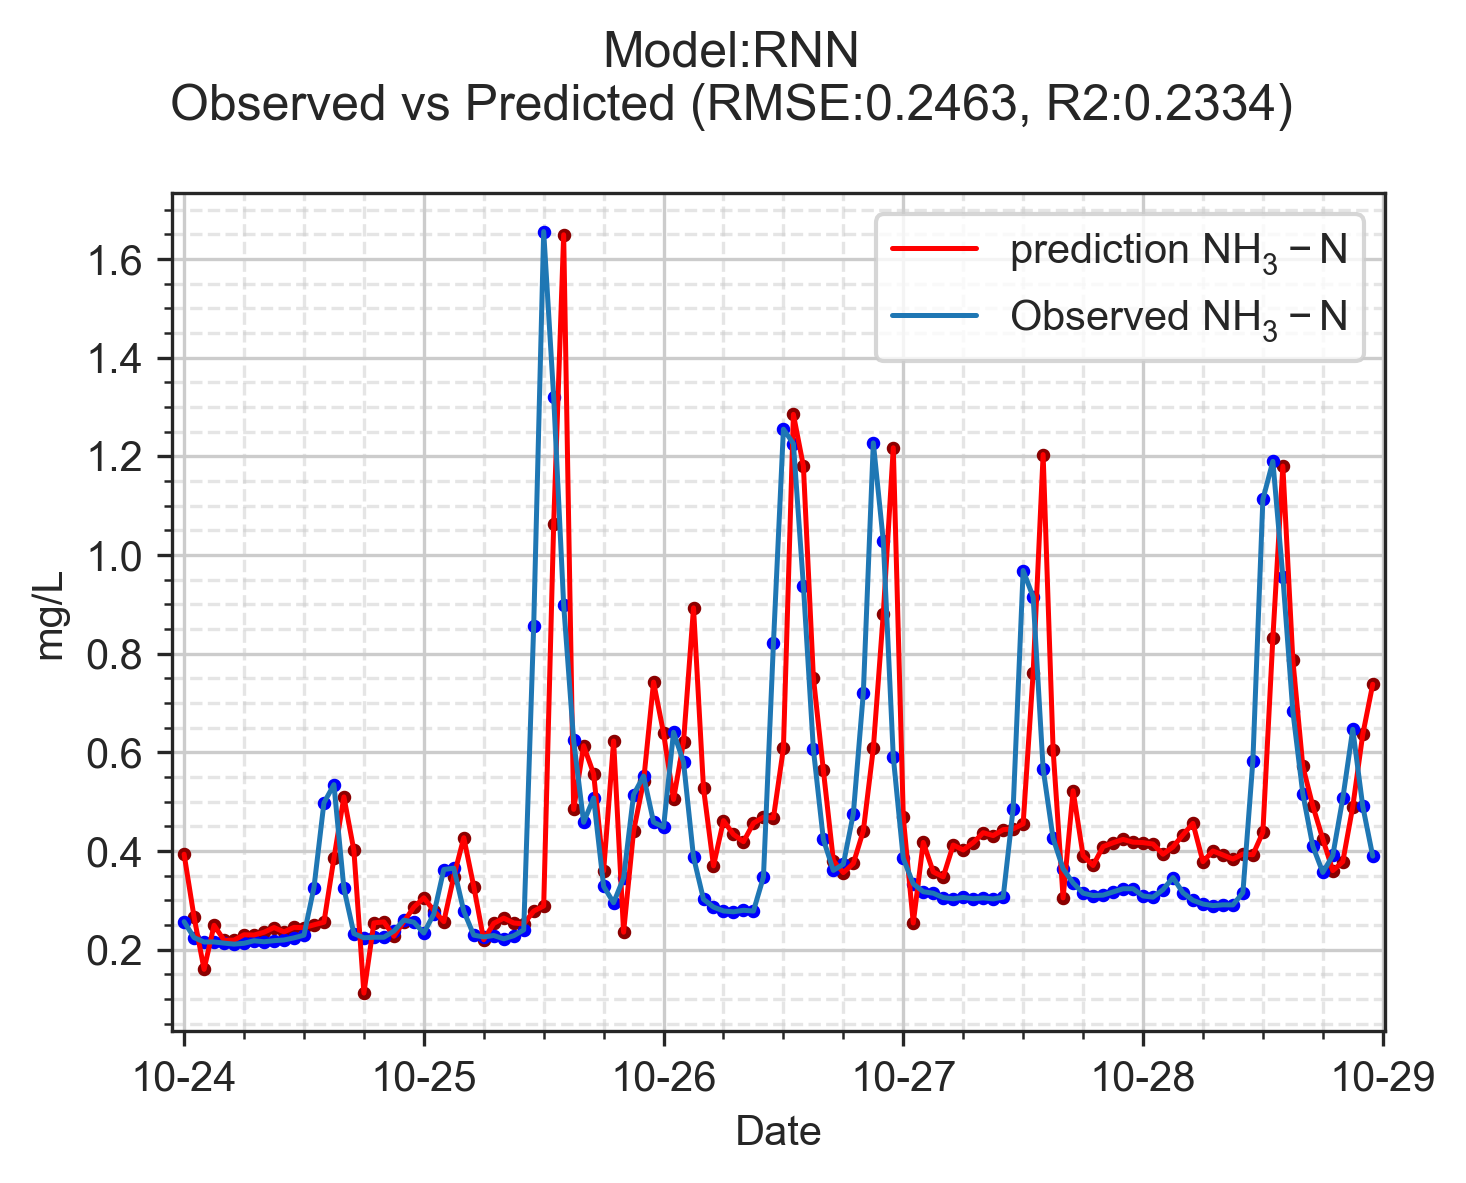 Model:RNN
Observed vs Predicted (RMSE:0.2463, R2:0.2334)
prediction NH₃ − N
Observed NH₃ − N
1.6
1.4
1.2
1.0
0.8
0.6
0.4
0.2
mg/L
10-24 10-25 10-26 10-27 10-28 10-29
Date